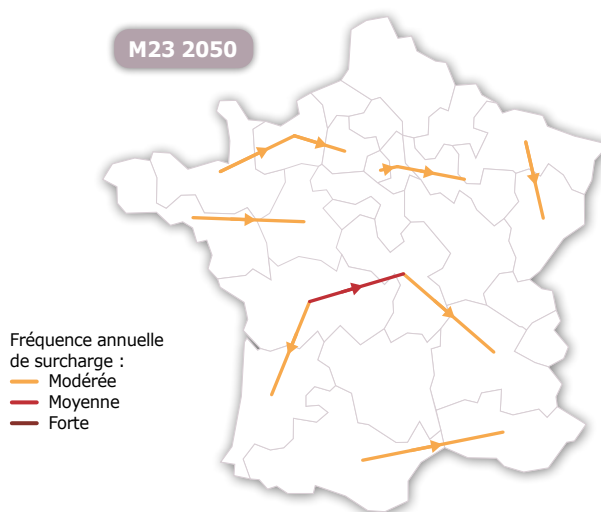 M23 2050
Fréquence annuelle
de surcharge :
Modérée
Moyenne
Forte